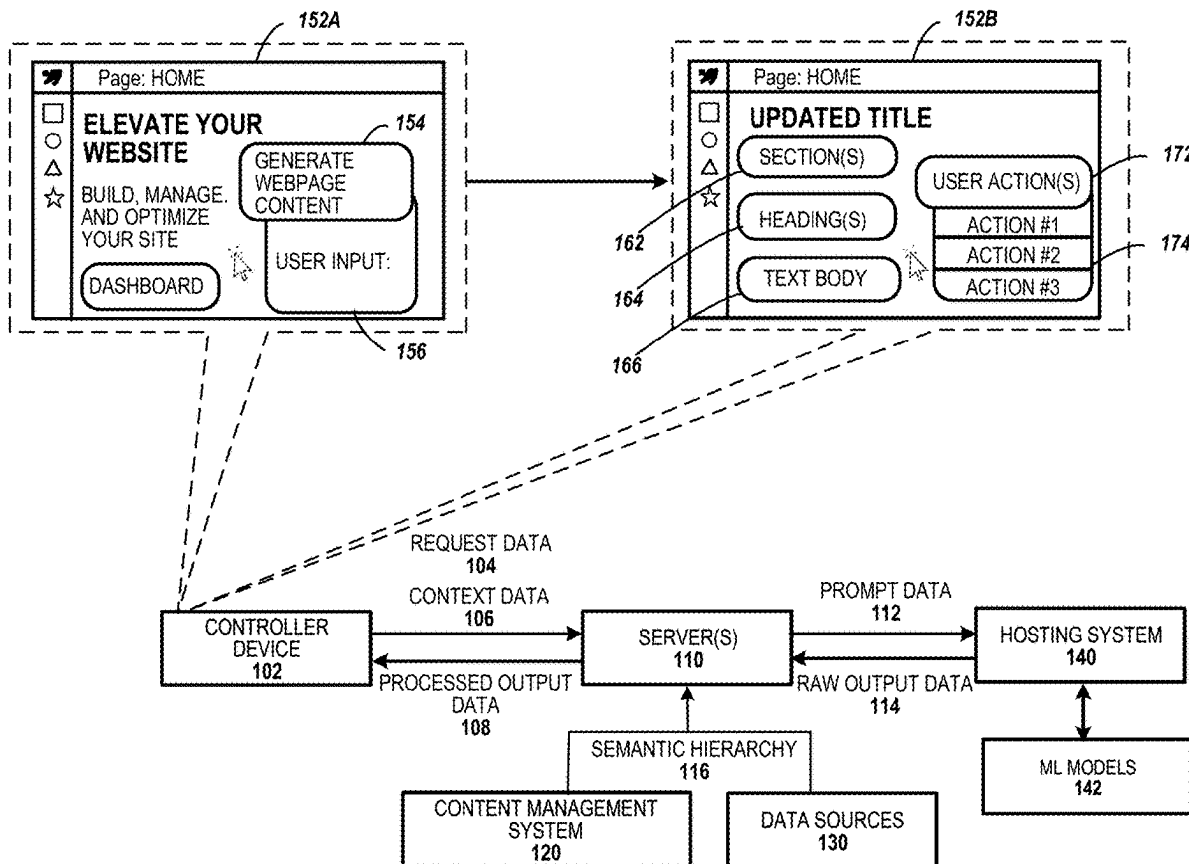 152A
Page: HOME
ELEVATE YOUR
WEBSITE
154
GENERATE
WEBPAGE
CONTENT
BUILD, MANAGE.
AND OPTIMIZE
YOUR SITE
USER INPUT:
DASHBOARD
156
152B
Page: HOME
UPDATED TITLE
SECTION(S)
172
USER ACTION(S)
162
HEADING(S)
ACTION #1
ACTION #2
174
164
TEXT BODY
ACTION #3
166
REQUEST DATA
104
CONTEXT DATA
106
PROMPT DATA
112
CONTROLLER
DEVICE
102
SERVER(S)
110
HOSTING SYSTEM
140
PROCESSED OUTPUT
DATA
108
RAW OUTPUT DATA
114
SEMANTIC HIERARCHY
116
ML MODELS
142
CONTENT MANAGEMENT
SYSTEM
120
DATA SOURCES
130